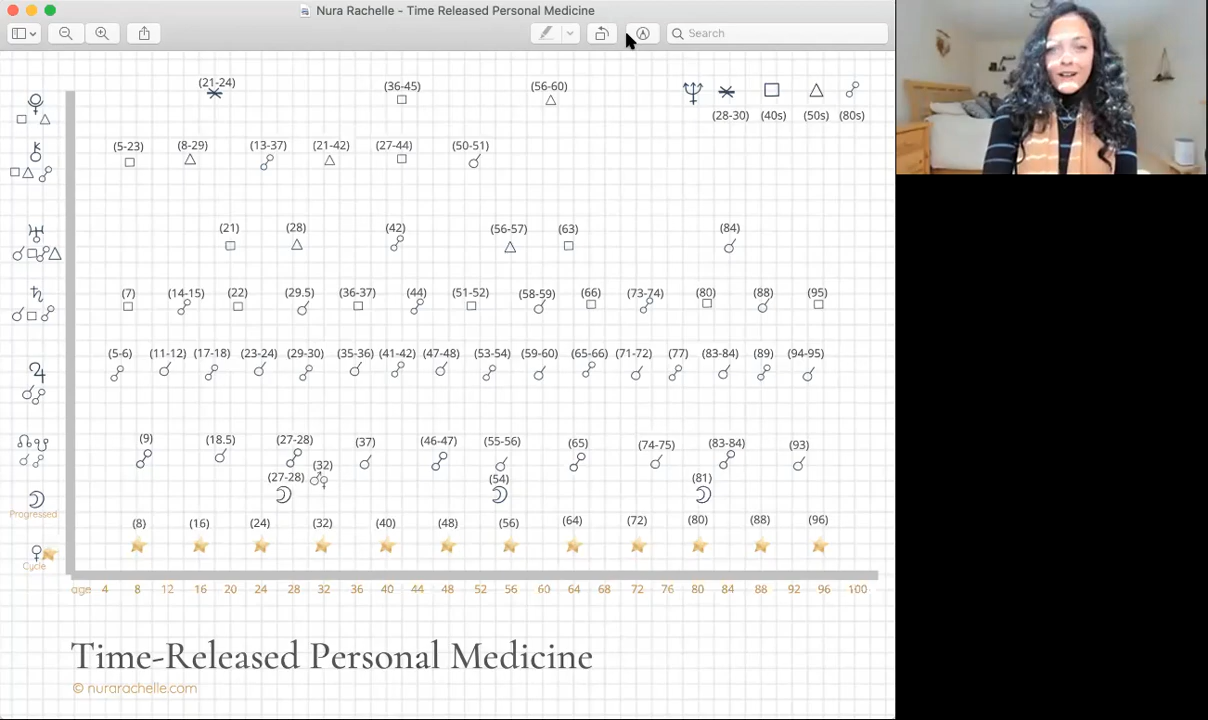 Nura Rachelle - Time Released Personal Medicine
Search
(21-24) (36-45) (56-60)
(28-30) (40s) (50s) (80s)
(5-23) (8-29) (13-37) (21-42) (27-44) (50-51)
(21) (28) (42) (56-57) (63) (84)
(7) (14-15) (22) (29.5) (36-37) (44) (51-52) (58-59) (66) (73-74) (80) (88) (95)
(5-6) (11-12) (17-18) (23-24) (29-30) (35-36) (41-42) (47-48) (53-54) (59-60) (65-66) (71-72) (77) (83-84) (89) (94-95)
(9) (18.5) (27-28) (37) (46-47) (55-56) (65) (74-75) (83-84) (93)
(32)
(27-28) (54) (81)
Progressed
(8) (16) (24) (32) (40) (48) (56) (64) (72) (80) (88) (96)
Cycle
age 4 8 12 16 20 24 28 32 36 40 44 48 52 56 60 64 68 72 76 80 84 88 92 96 100
Time-Released Personal Medicine
© nurarachelle.com